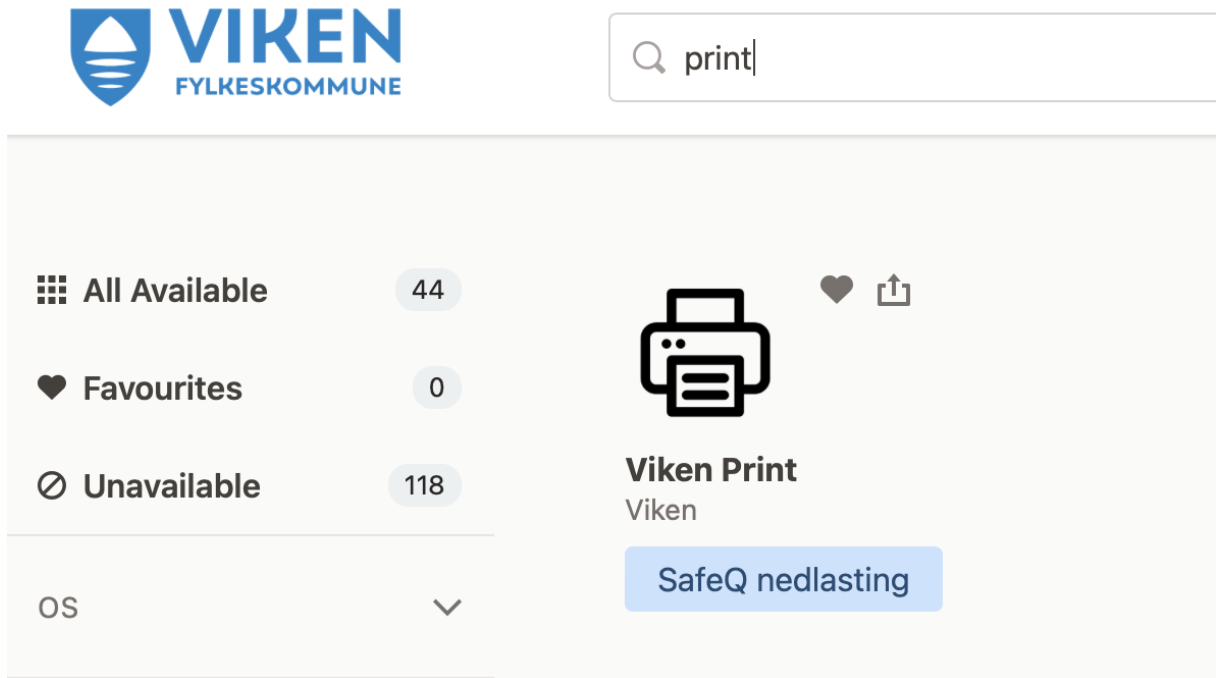 VIKEN
FYLKESKOMMUNE
print
All Available 44
Favourites 0
Unavailable 118
OS
Viken Print
Viken
SafeQ nedlasting